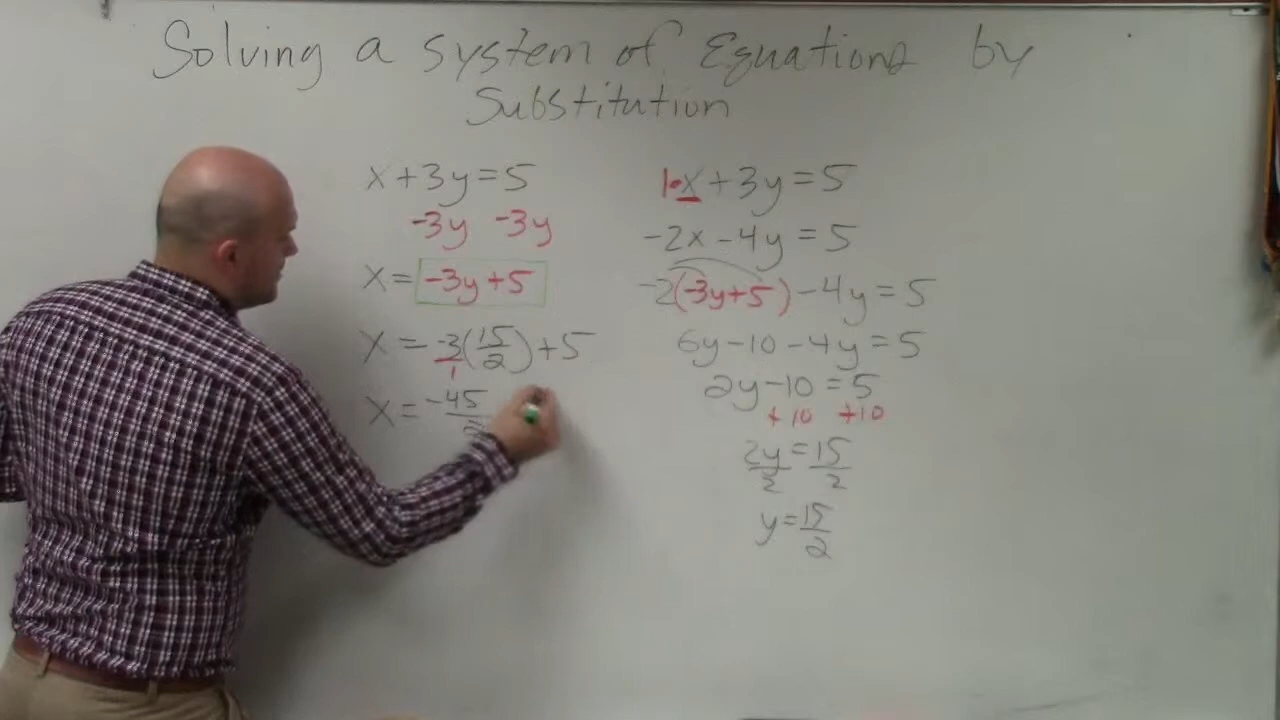 Solving a system of Equations by
Substitution
x + 3y = 5
-3y -3y
x = -3y + 5
x = -3/1 (15/2) + 5
x = -45/2
1·x + 3y = 5
-2x - 4y = 5
-2(-3y+5) - 4y = 5
6y - 10 - 4y = 5
2y - 10 = 5
+10 +10
2y/2 = 15/2
y = 15/2